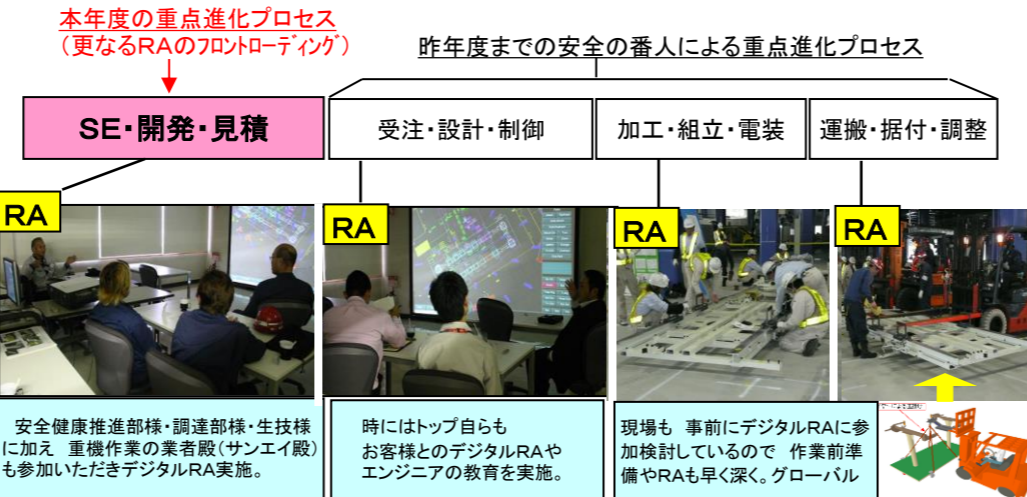 本年度の重点進化プロセス
(更なるRAのフロントローディング)
昨年度までの安全の番人による重点進化プロセス
SE・開発・見積
受注・設計・制御
加工・組立・電装
運搬・据付・調整
RA
RA
RA
RA
安全健康推進部様・調達部様・生技様
に加え 重機作業の業者殿(サンエイ殿)
も参加いただきデジタルRA実施。
時にはトップ自らも
お客様とのデジタルRAや
エンジニアの教育を実施。
現場も 事前にデジタルRAに参
加検討しているので 作業前準
備やRAも早く深く。グローバル